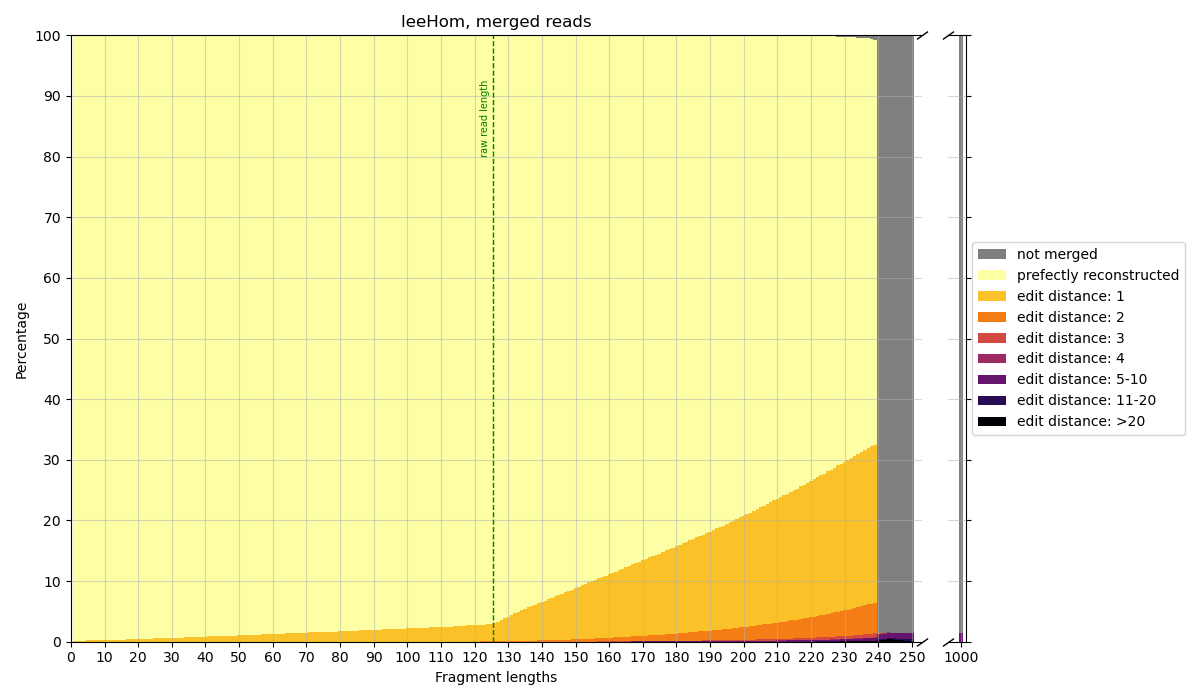 leeHom, merged reads
100
90
80
70
60
50
40
30
20
10
0
Percentage
raw read length
0 10 20 30 40 50 60 70 80 90 100 110 120 130 140 150 160 170 180 190 200 210 220 230 240 250 1000
Fragment lengths
not merged
prefectly reconstructed
edit distance: 1
edit distance: 2
edit distance: 3
edit distance: 4
edit distance: 5-10
edit distance: 11-20
edit distance: >20